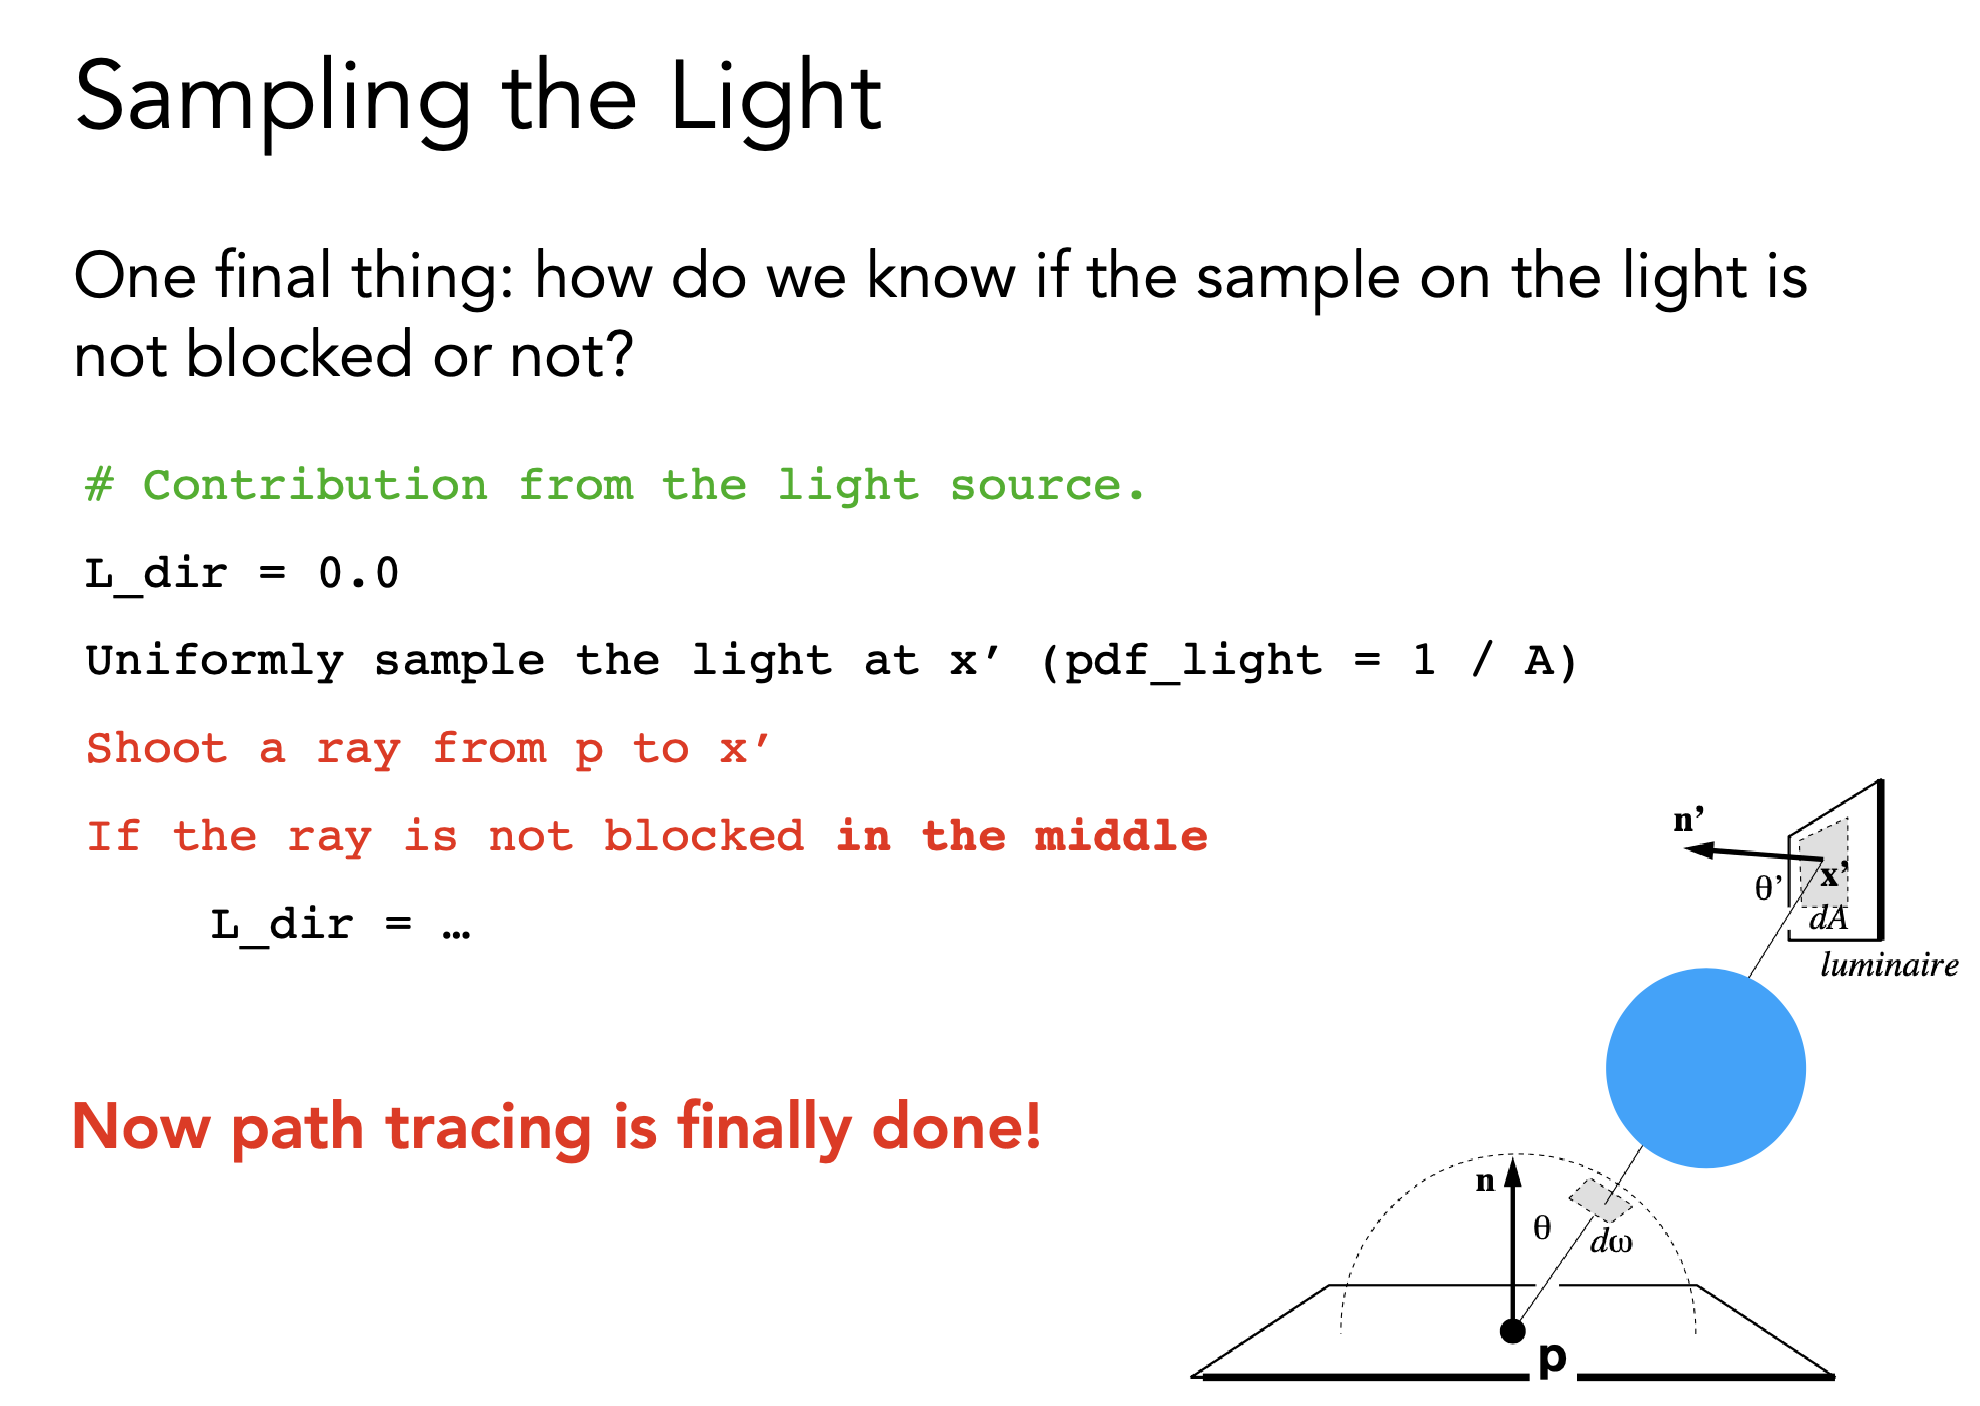 Sampling the Light
One final thing: how do we know if the sample on the light is
not blocked or not?
# Contribution from the light source.
L_dir = 0.0
Uniformly sample the light at x’ (pdf_light = 1 / A)
Shoot a ray from p to x’
If the ray is not blocked in the middle
L_dir = …
Now path tracing is finally done!
n’
θ’
x’
dA
luminaire
n
θ
dω
p